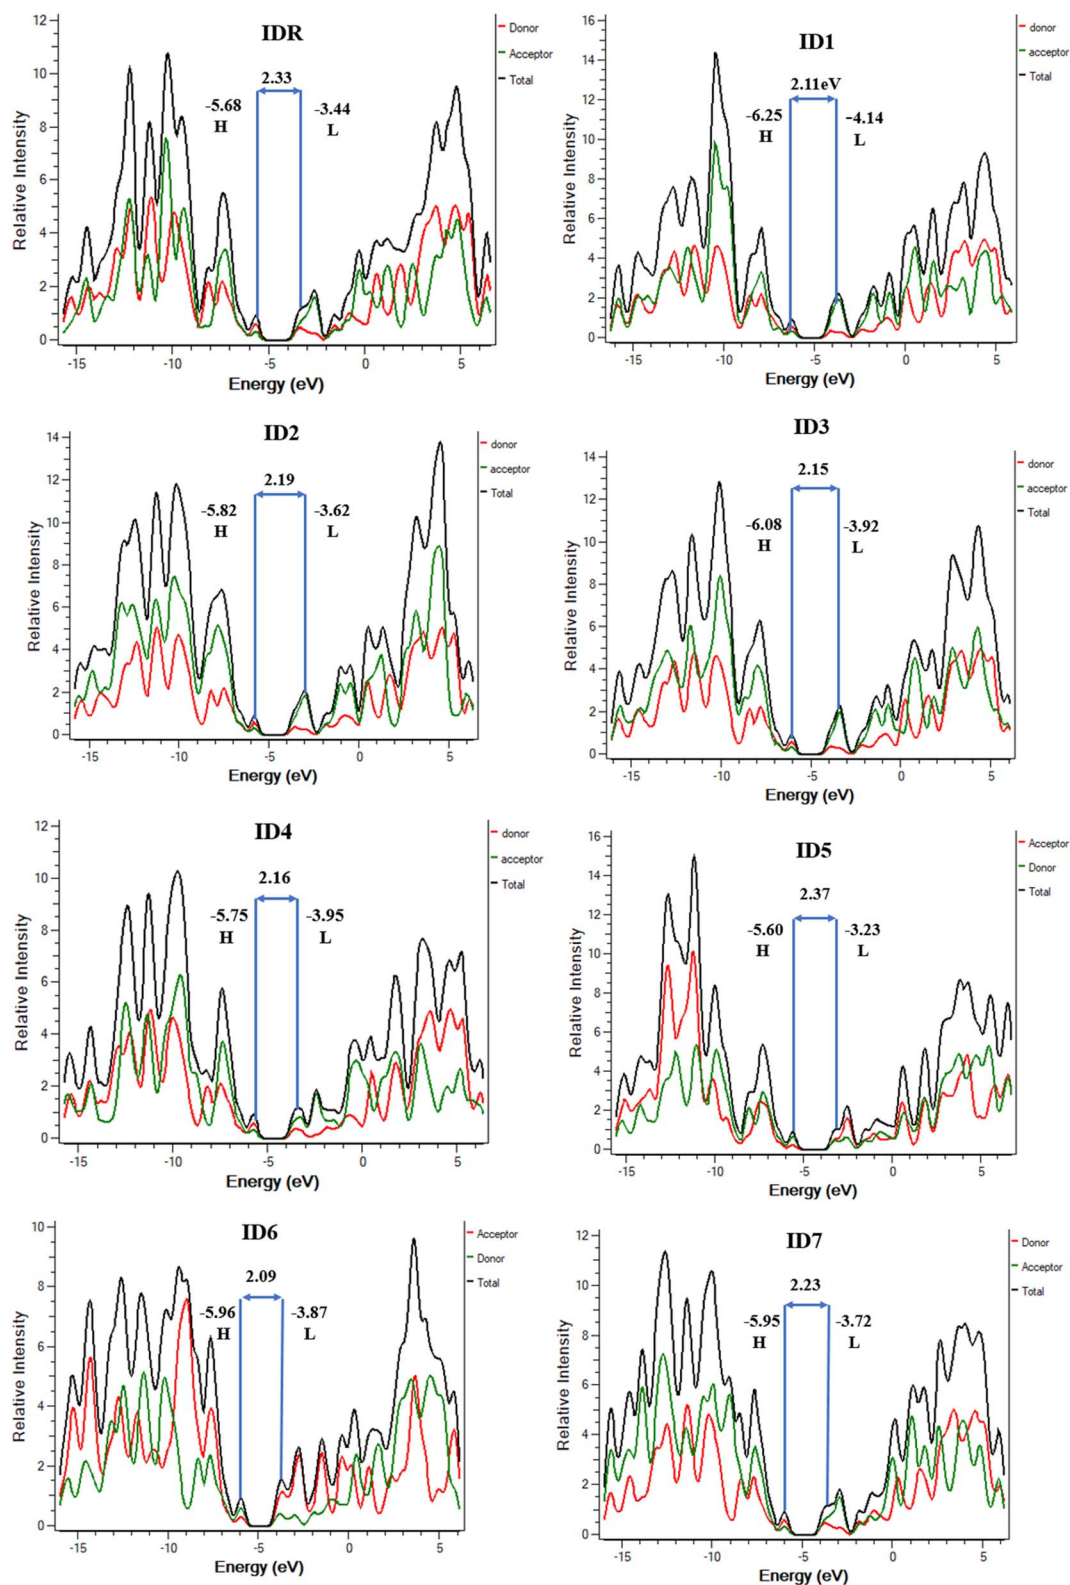 IDR
Donor
Acceptor
Total
2.33
-5.68
H
-3.44
L
Relative Intensity
12
10
8
6
4
2
0
-15
-10
-5
0
5
Energy (eV)
ID1
donor
acceptor
Total
2.11eV
-6.25
H
-4.14
L
Relative Intensity
16
14
12
10
8
6
4
2
0
-15
-10
-5
0
5
Energy (eV)
ID2
donor
acceptor
Total
2.19
-5.82
H
-3.62
L
Relative Intensity
14
12
10
8
6
4
2
0
-15
-10
-5
0
5
Energy (eV)
ID3
donor
acceptor
Total
2.15
-6.08
H
-3.92
L
Relative Intensity
14
12
10
8
6
4
2
0
-15
-10
-5
0
5
Energy (eV)
ID4
donor
acceptor
Total
2.16
-5.75
H
-3.95
L
Relative Intensity
12
10
8
6
4
2
0
-15
-10
-5
0
5
Energy (eV)
ID5
Acceptor
Donor
Total
2.37
-5.60
H
-3.23
L
Relative Intensity
16
14
12
10
8
6
4
2
0
-15
-10
-5
0
5
Energy (eV)
ID6
Acceptor
Donor
Total
2.09
-5.96
H
-3.87
L
Relative Intensity
10
8
6
4
2
0
-15
-10
-5
0
5
Energy (eV)
ID7
Donor
Acceptor
Total
2.23
-5.95
H
-3.72
L
Relative Intensity
12
10
8
6
4
2
0
-15
-10
-5
0
5
Energy (eV)